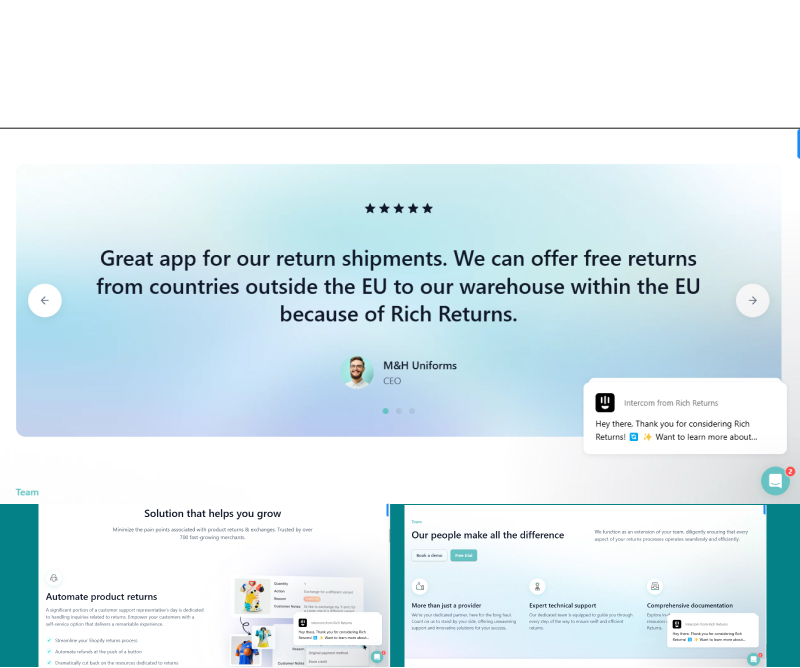 Great app for our return shipments. We can offer free returns
from countries outside the EU to our warehouse within the EU
because of Rich Returns.
M&H Uniforms
CEO
Intercom from Rich Returns
Hey there, Thank you for considering Rich
Returns! 🔄 ✨ Want to learn more about...
2
Team
Solution that helps you grow
Minimize the pain points associated with product returns & exchanges. Trusted by over
700 fast-growing merchants.
Automate product returns
A significant portion of a customer support representative's day is dedicated
to handling inquiries related to returns. Empower your customers with a
self-service option that delivers a remarkable experience.
Streamline your Shopify returns process
Automate refunds at the push of a button
Dramatically cut back on the resources dedicated to returns
Quantity
Action
Exchange for a different variant
Reason
Customer Notes
Intercom from Rich Returns
Hey there, Thank you for considering Rich
Returns! 🔄 ✨ Want to learn more about...
Original payment method
Store credit
Customer Notes
Team
Our people make all the difference
We function as an extension of your team, diligently ensuring that every
aspect of your returns processes operates seamlessly and efficiently.
Book a demo
Free trial
More than just a provider
We're your dedicated partner, here for the long haul.
Count on us to stand by your side, offering unwavering
support and innovative solutions for your success.
Expert technical support
Our dedicated team is equipped to guide you through
every step of the way to ensure swift and efficient
returns.
Comprehensive documentation
Explore
resources
Returns.
Intercom from Rich Returns
Hey there, Thank you for considering Rich
Returns! 🔄 ✨ Want to learn more about...